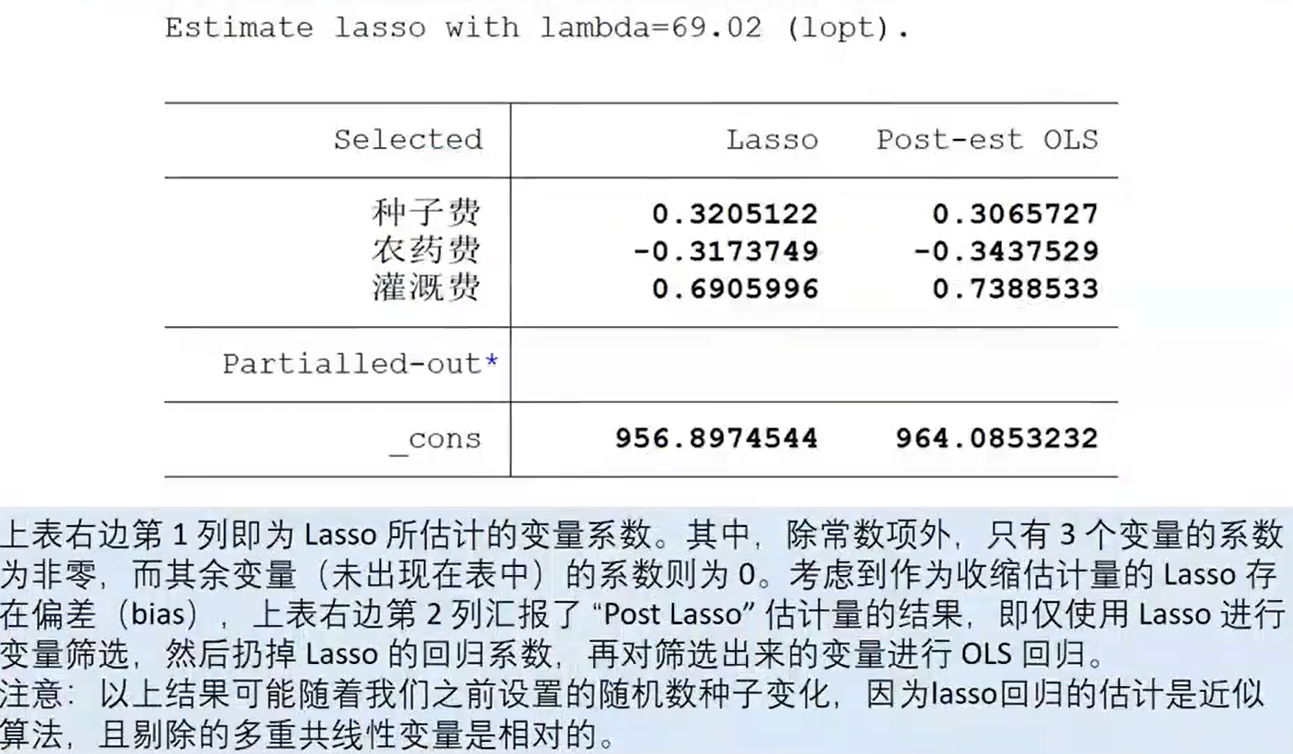 Estimate lasso with lambda=69.02 (lopt).
Selected Lasso Post-est OLS
种子费 0.3205122 0.3065727
农药费 -0.3173749 -0.3437529
灌溉费 0.6905996 0.7388533
Partialled-out*
_cons 956.8974544 964.0853232
上表右边第 1 列即为 Lasso 所估计的变量系数。其中，除常数项外，只有 3 个变量的系数
为非零，而其余变量（未出现在表中）的系数则为 0。考虑到作为收缩估计量的 Lasso 存
在偏差（bias），上表右边第 2 列汇报了 “Post Lasso” 估计量的结果，即仅使用 Lasso 进行
变量筛选，然后扔掉 Lasso 的回归系数，再对筛选出来的变量进行 OLS 回归。
注意：以上结果可能随着我们之前设置的随机数种子变化，因为lasso回归的估计是近似
算法，且剔除的多重共线性变量是相对的。